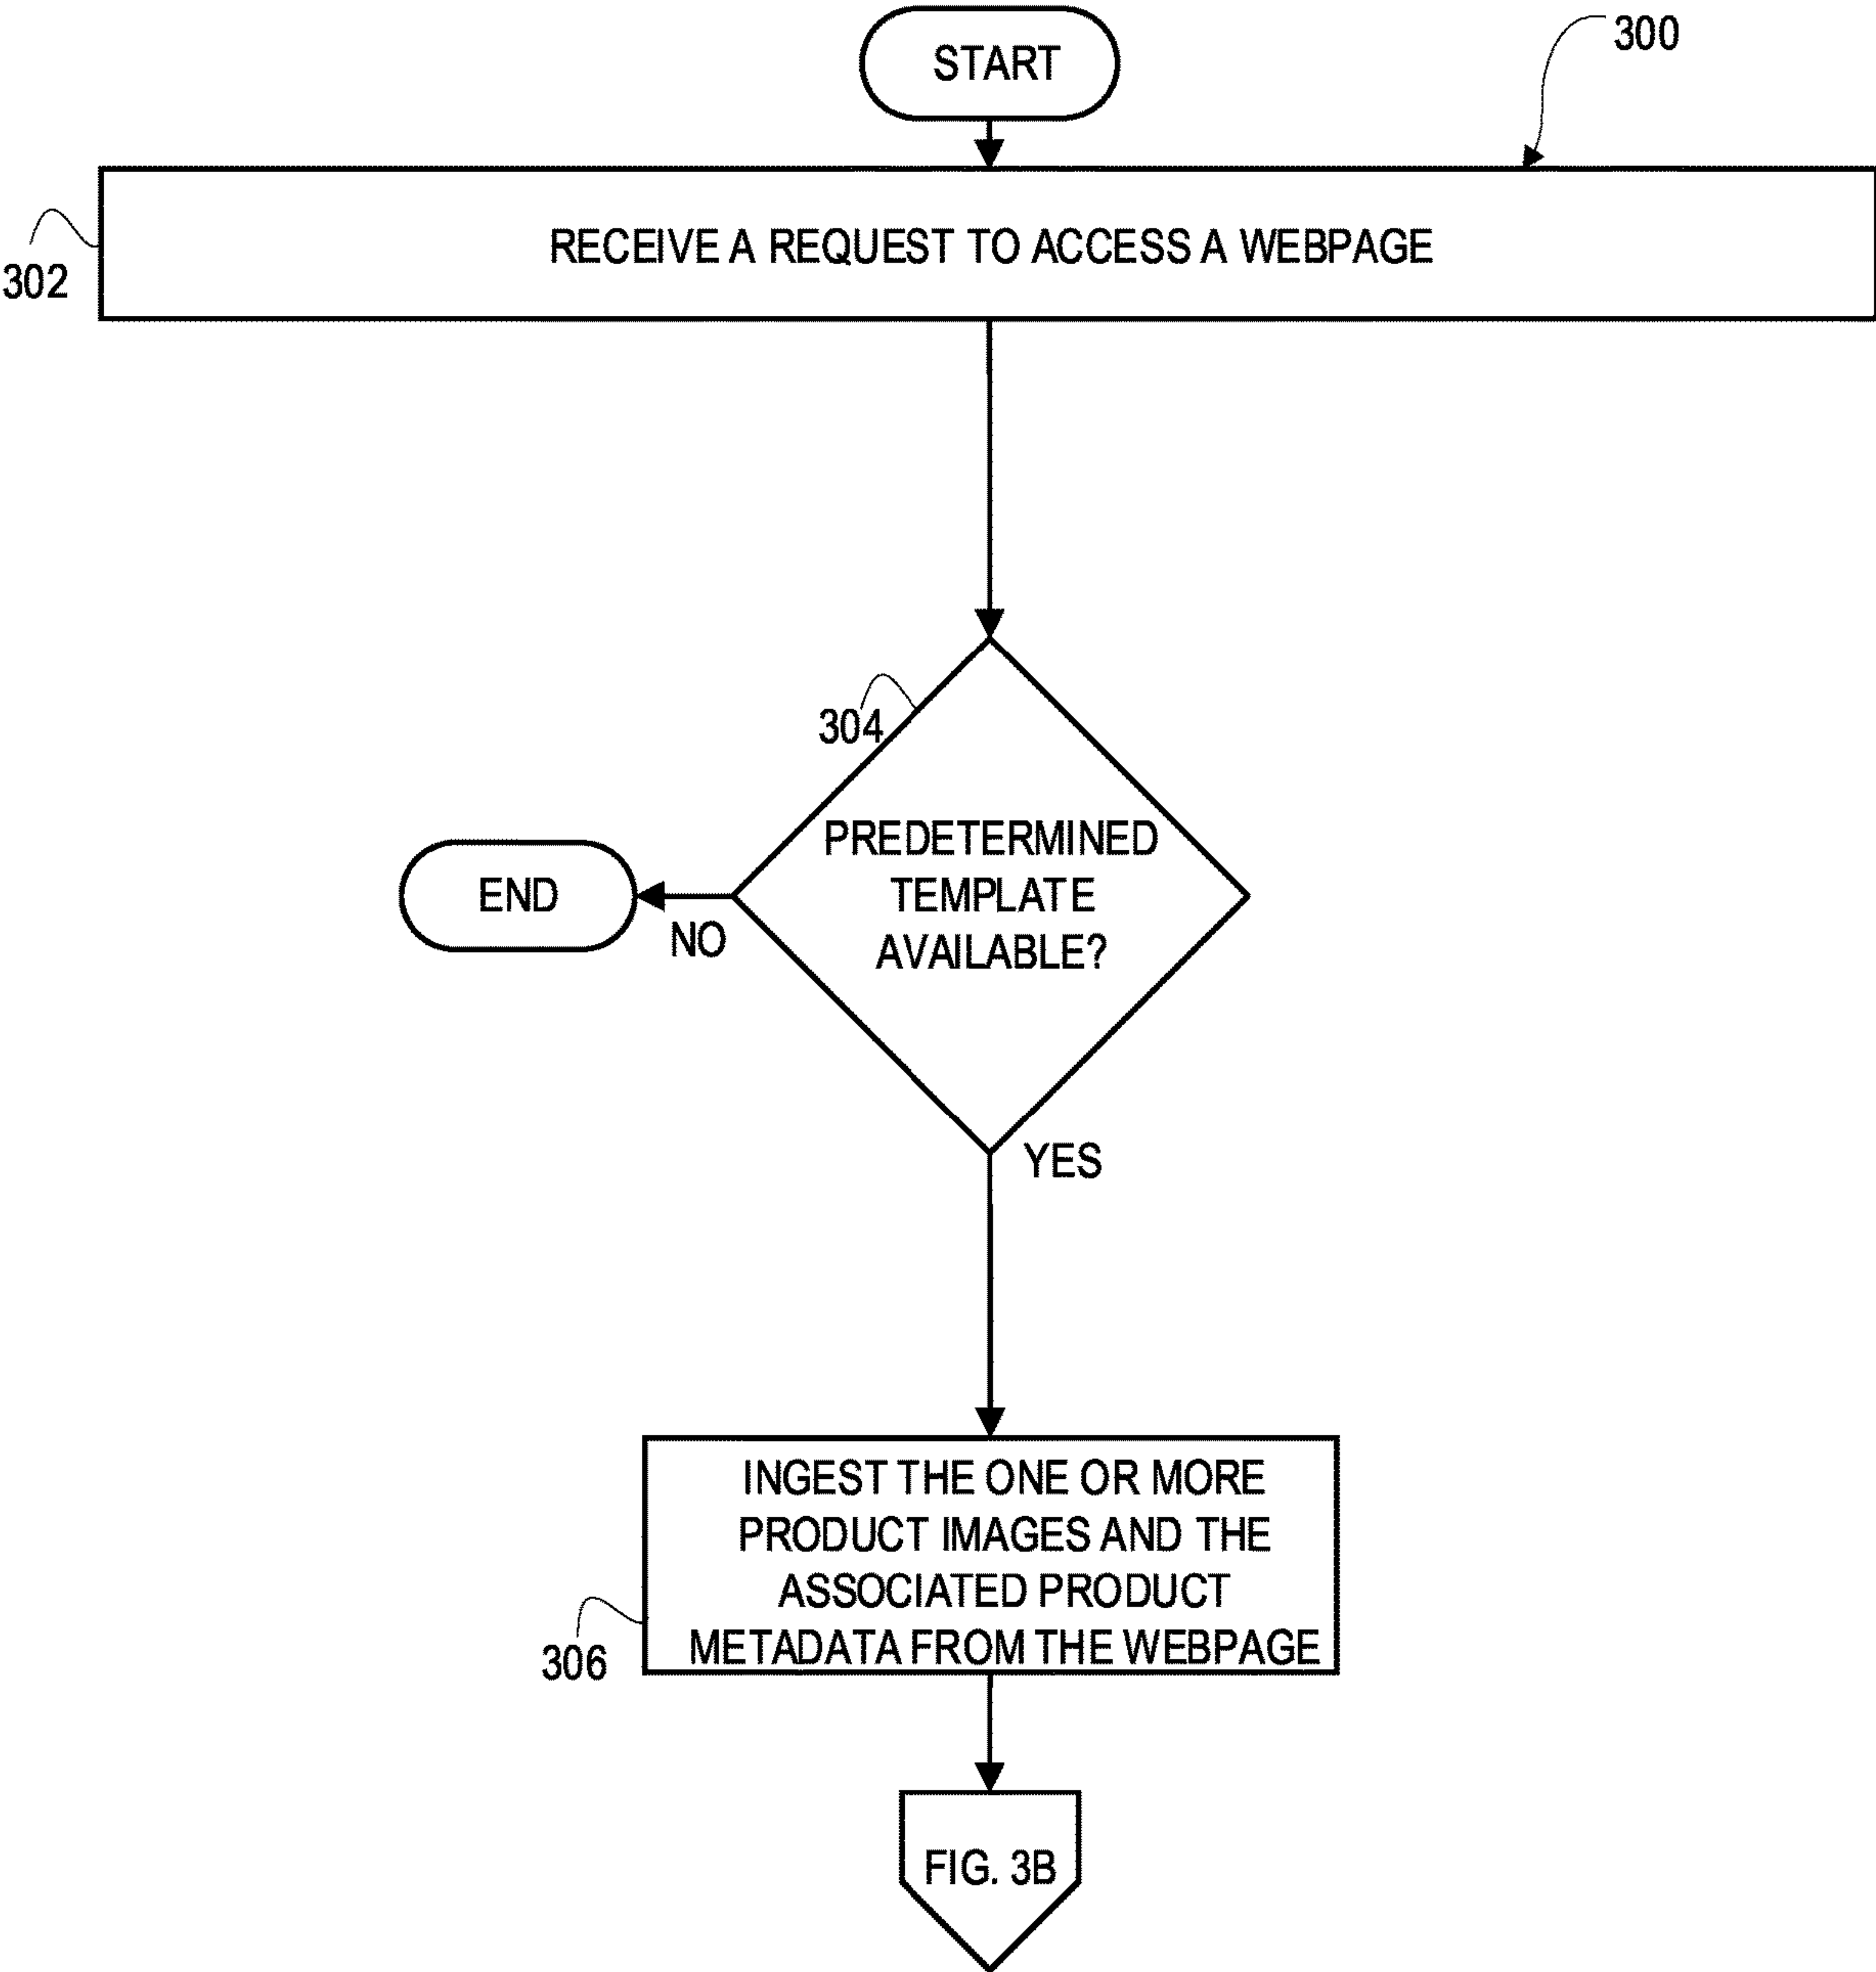 START
300
RECEIVE A REQUEST TO ACCESS A WEBPAGE
302
304
PREDETERMINED
TEMPLATE
AVAILABLE?
END
NO
YES
INGEST THE ONE OR MORE
PRODUCT IMAGES AND THE
ASSOCIATED PRODUCT
METADATA FROM THE WEBPAGE
306
FIG. 3B